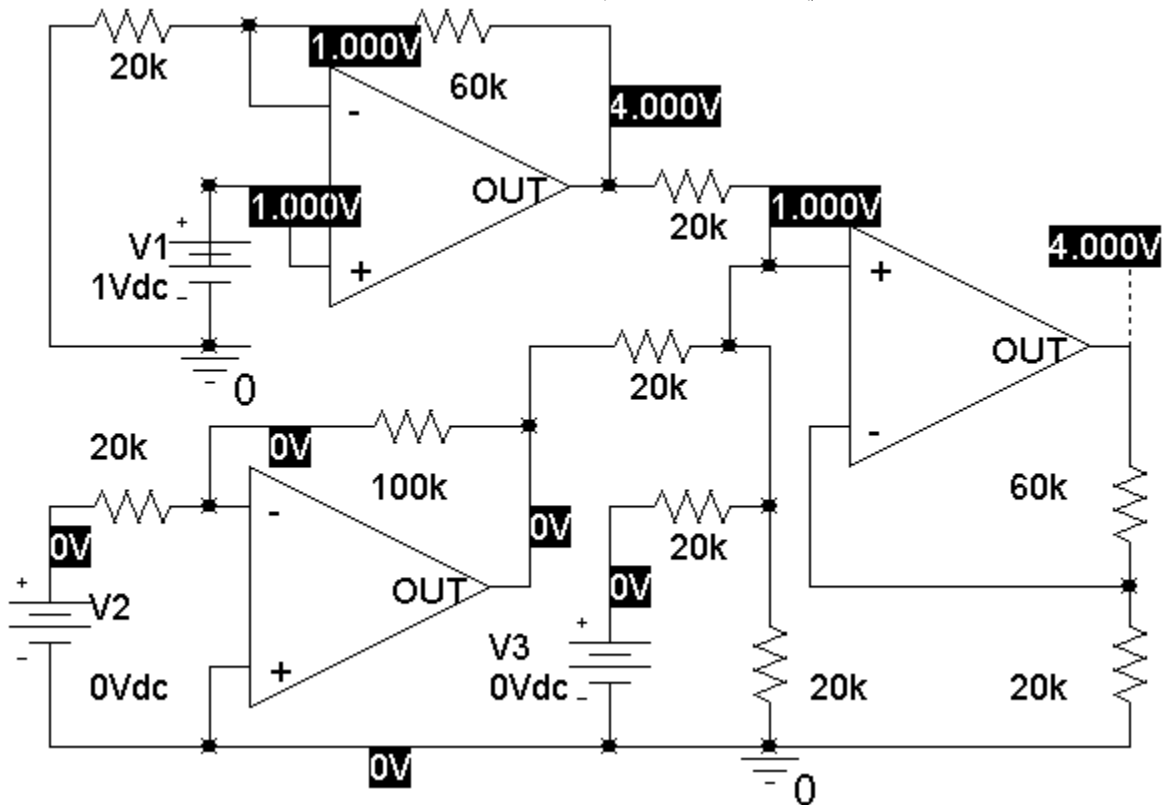 20k
1.000V
60k
4.000V
-
OUT
1.000V
+
V1
1Vdc
-
+
0
20k
1.000V
4.000V
+
OUT
-
20k
20k
0V
100k
0V
-
OUT
+
0V
+
V2
-
0Vdc
20k
0V
+
V3
0Vdc
-
20k
60k
20k
0V
0